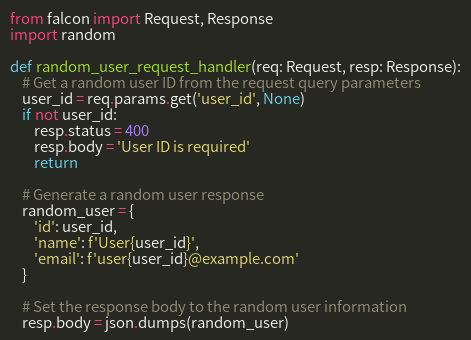 from falcon import Request, Response
import random

def random_user_request_handler(req: Request, resp: Response):
    # Get a random user ID from the request query parameters
    user_id = req.params.get('user_id', None)
    if not user_id:
        resp.status = 400
        resp.body = 'User ID is required'
        return

    # Generate a random user response
    random_user = {
        'id': user_id,
        'name': f'User{user_id}',
        'email': f'user{user_id}@example.com'
    }

    # Set the response body to the random user information
    resp.body = json.dumps(random_user)